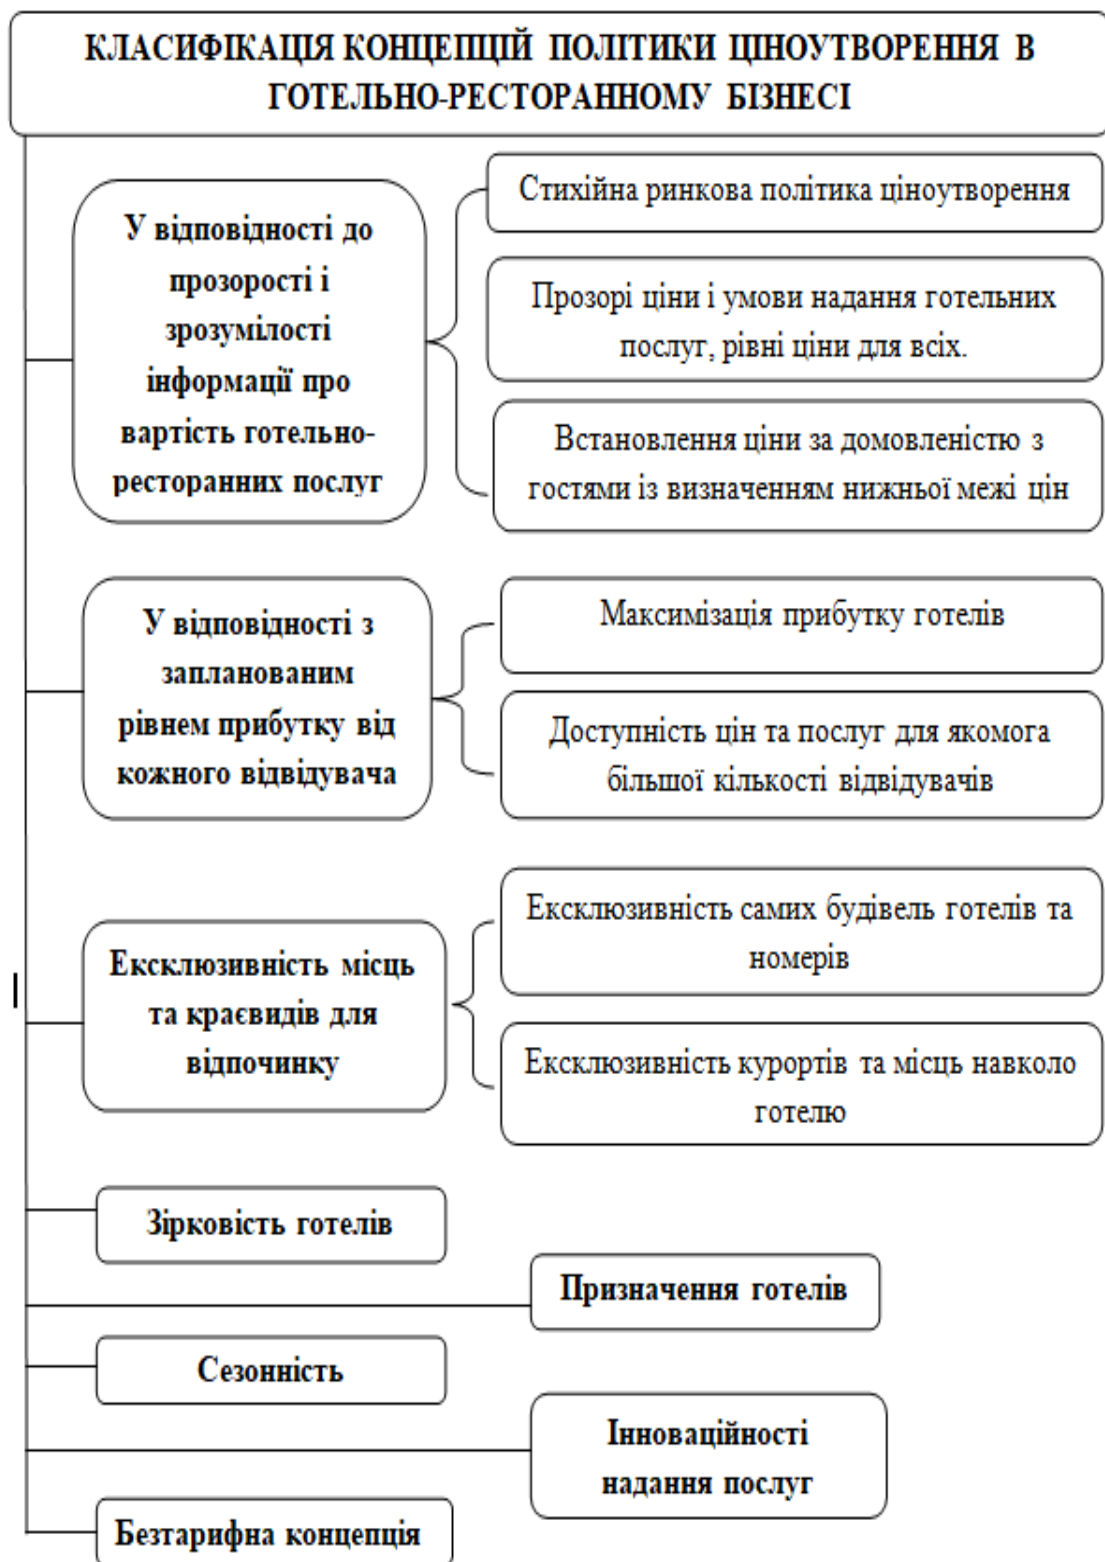 КЛАСИФІКАЦІЯ КОНЦЕПЦІЙ ПОЛІТИКИ ЦІНОУТВОРЕННЯ В
ГОТЕЛЬНО-РЕСТОРАННОМУ БІЗНЕСІ
У відповідності до
прозорості і
зрозумілості
інформації про
вартість готельно-
ресторанних послуг
Стихійна ринкова політика ціноутворення
Прозорі ціни і умови надання готельних
послуг, рівні ціни для всіх.
Встановлення ціни за домовленістю з
гостями із визначенням нижньої межі цін
У відповідності з
запланованим
рівнем прибутку від
кожного відвідувача
Максимізація прибутку готелів
Доступність цін та послуг для якомога
більшої кількості відвідувачів
Ексклюзивність місць
та краєвидів для
відпочинку
Ексклюзивність самих будівель готелів та
номерів
Ексклюзивність курортів та місць навколо
готелю
Зірковість готелів
Призначення готелів
Сезонність
Інноваційності
надання послуг
Безтарифна концепція